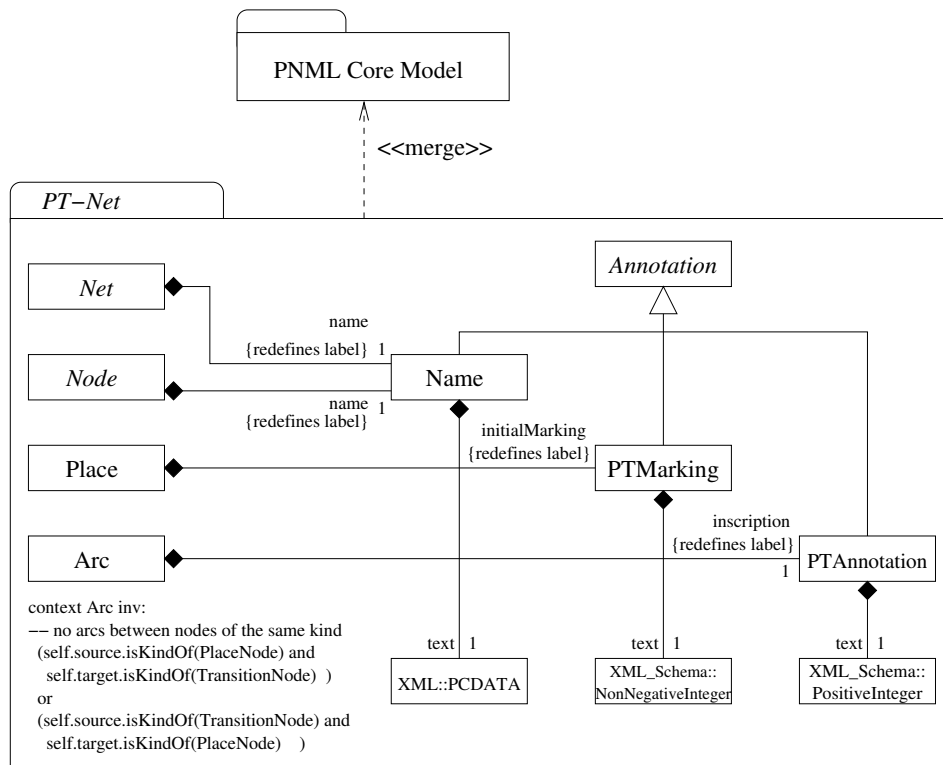 PNML Core Model
<<merge>>
PT−Net
Annotation
Net
name
{redefines label} 1
Node
Name
name
{redefines label} 1
initialMarking
{redefines label}
Place
PTMarking
inscription
{redefines label}
Arc
1
PTAnnotation
context Arc inv:
−− no arcs between nodes of the same kind
(self.source.isKindOf(PlaceNode) and
self.target.isKindOf(TransitionNode) )
or
(self.source.isKindOf(TransitionNode) and
self.target.isKindOf(PlaceNode) )
text 1
XML::PCDATA
text 1
XML_Schema::
NonNegativeInteger
text 1
XML_Schema::
PositiveInteger